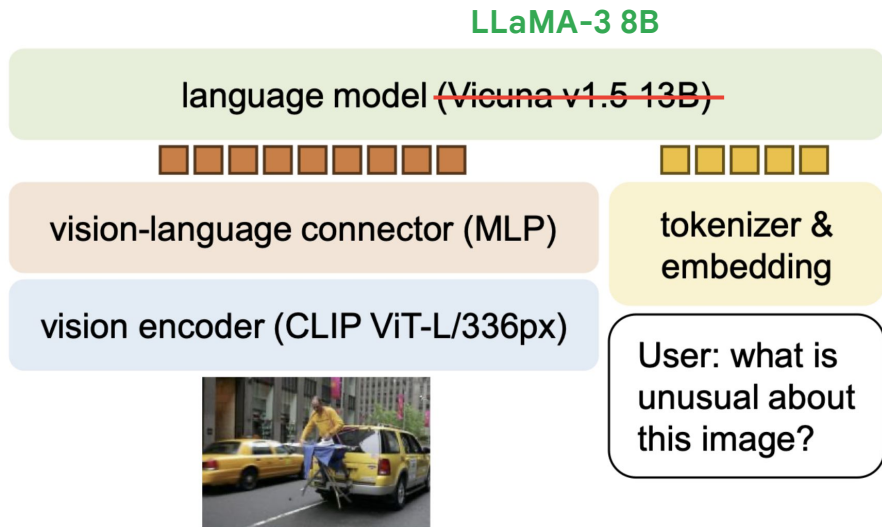 LLaMA-3 8B
language model (Vicuna v1.5 13B)
vision-language connector (MLP)
tokenizer &
embedding
vision encoder (CLIP ViT-L/336px)
User: what is
unusual about
this image?